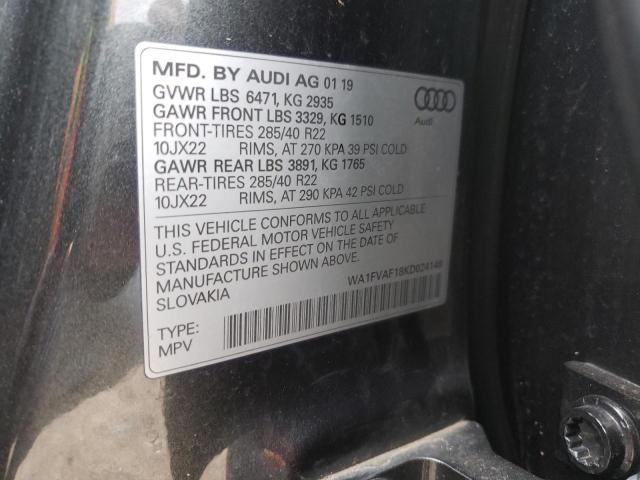 MFD. BY AUDI AG 01 19
GVWR LBS 6471, KG 2935
GAWR FRONT LBS 3329, KG 1510
FRONT-TIRES 285/40 R22
10JX22 RIMS, AT 270 KPA 39 PSI COLD
GAWR REAR LBS 3891, KG 1765
REAR-TIRES 285/40 R22
10JX22 RIMS, AT 290 KPA 42 PSI COLD
Audi
THIS VEHICLE CONFORMS TO ALL APPLICABLE
U.S. FEDERAL MOTOR VEHICLE SAFETY
STANDARDS IN EFFECT ON THE DATE OF
MANUFACTURE SHOWN ABOVE.
SLOVAKIA
WA1FVAF18KD024148
TYPE:
MPV